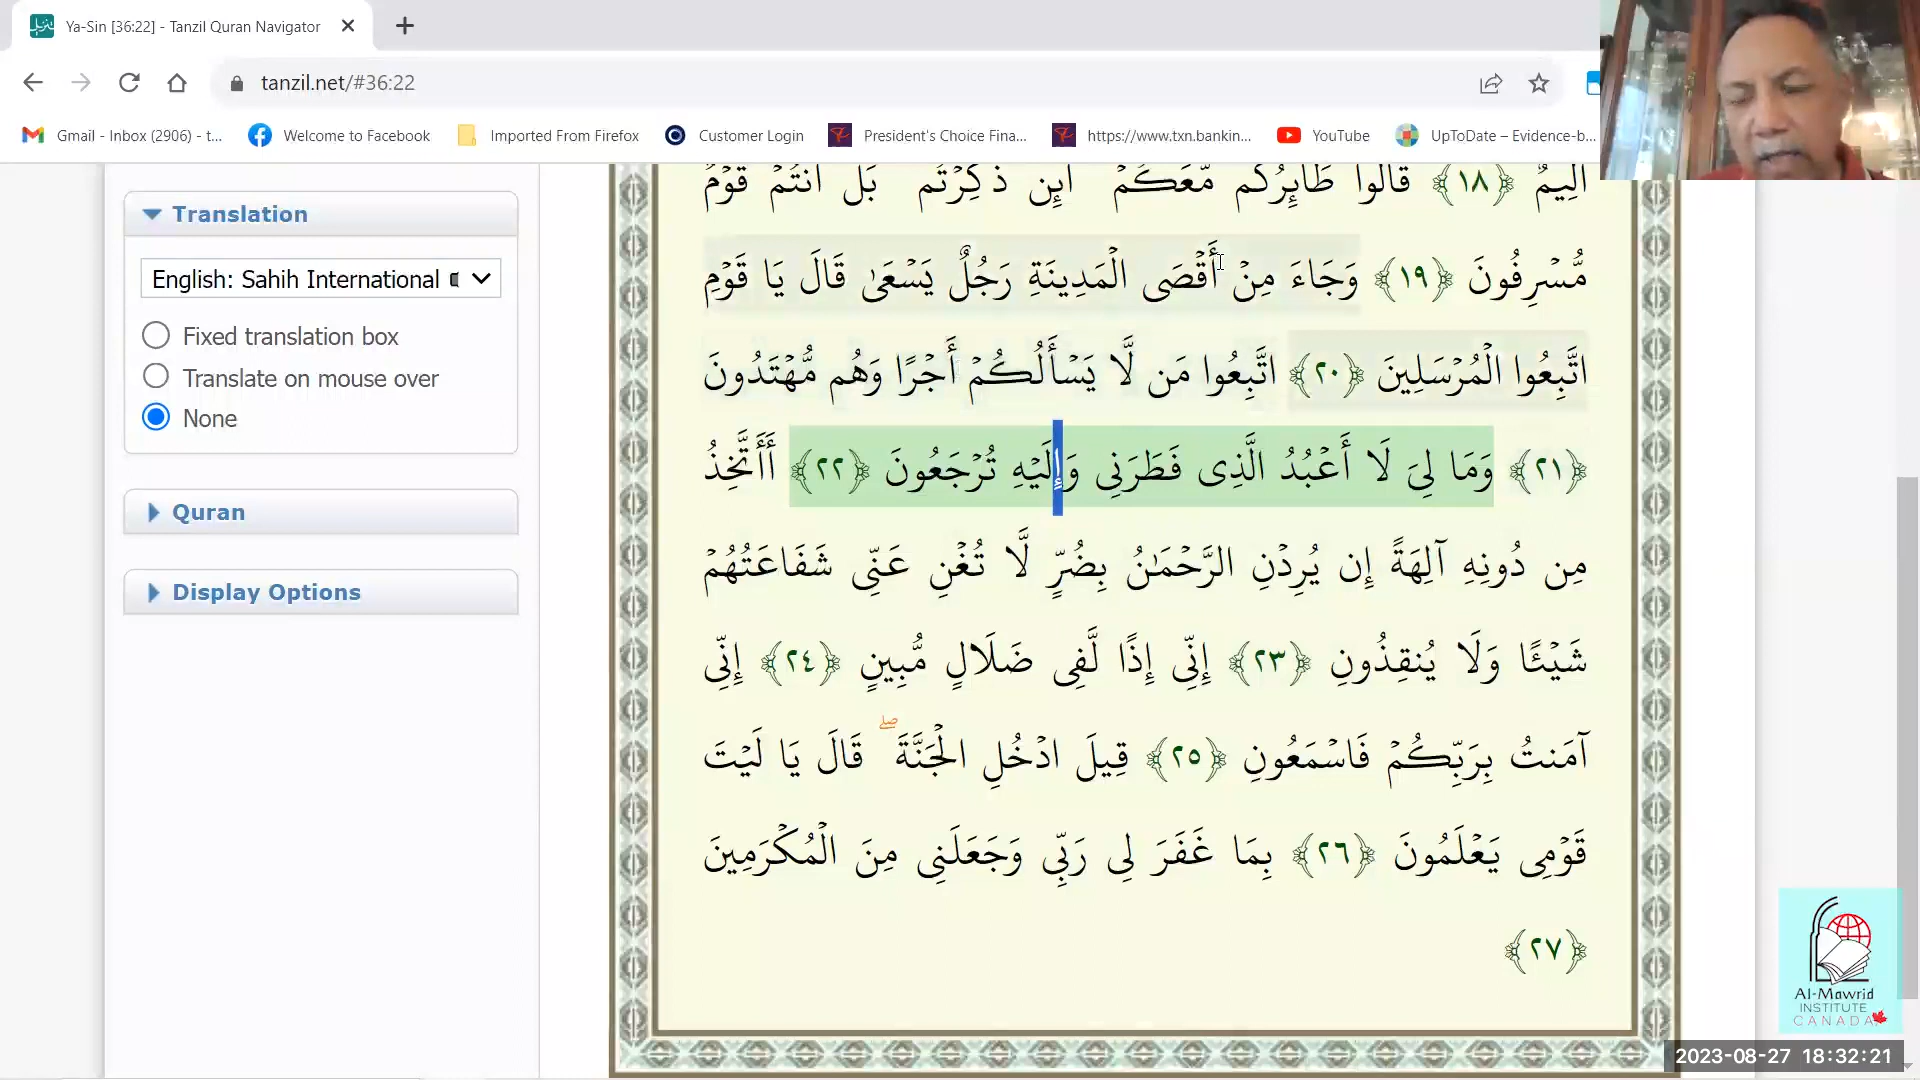 Ya-Sin [36:22] - Tanzil Quran Navigator
tanzil.net/#36:22
Gmail - Inbox (2906) - t...
Welcome to Facebook
Imported From Firefox
Customer Login
President's Choice Fina...
https://www.txn.bankin...
YouTube
UpToDate – Evidence-b...
Translation
English: Sahih International
Fixed translation box
Translate on mouse over
None
Quran
Display Options
أَلِيمٌ ﴿١٨﴾ قَالُوا طَائِرُكُم مَّعَكُمْ أَئِن ذُكِّرْتُم بَلْ أَنتُمْ قَوْمٌ
مُّسْرِفُونَ ﴿١٩﴾ وَجَاءَ مِنْ أَقْصَى الْمَدِينَةِ رَجُلٌ يَسْعَىٰ قَالَ يَا قَوْمِ
اتَّبِعُوا الْمُرْسَلِينَ ﴿٢٠﴾ اتَّبِعُوا مَن لَّا يَسْأَلُكُمْ أَجْرًا وَهُم مُّهْتَدُونَ
﴿٢١﴾ وَمَا لِيَ لَا أَعْبُدُ الَّذِي فَطَرَنِي وَإِلَيْهِ تُرْجَعُونَ ﴿٢٢﴾ أَأَتَّخِذُ
مِن دُونِهِ آلِهَةً إِن يُرِدْنِ الرَّحْمَٰنُ بِضُرٍّ لَّا تُغْنِ عَنِّي شَفَاعَتُهُمْ
شَيْئًا وَلَا يُنقِذُونِ ﴿٢٣﴾ إِنِّي إِذًا لَّفِي ضَلَالٍ مُّبِينٍ ﴿٢٤﴾ إِنِّي
آمَنتُ بِرَبِّكُمْ فَاسْمَعُونِ ﴿٢٥﴾ قِيلَ ادْخُلِ الْجَنَّةَ ۖ قَالَ يَا لَيْتَ
قَوْمِي يَعْلَمُونَ ﴿٢٦﴾ بِمَا غَفَرَ لِي رَبِّي وَجَعَلَنِي مِنَ الْمُكْرَمِينَ
﴿٢٧﴾
Al-Mawrid
INSTITUTE
CANADA
2023-08-27 18:32:21